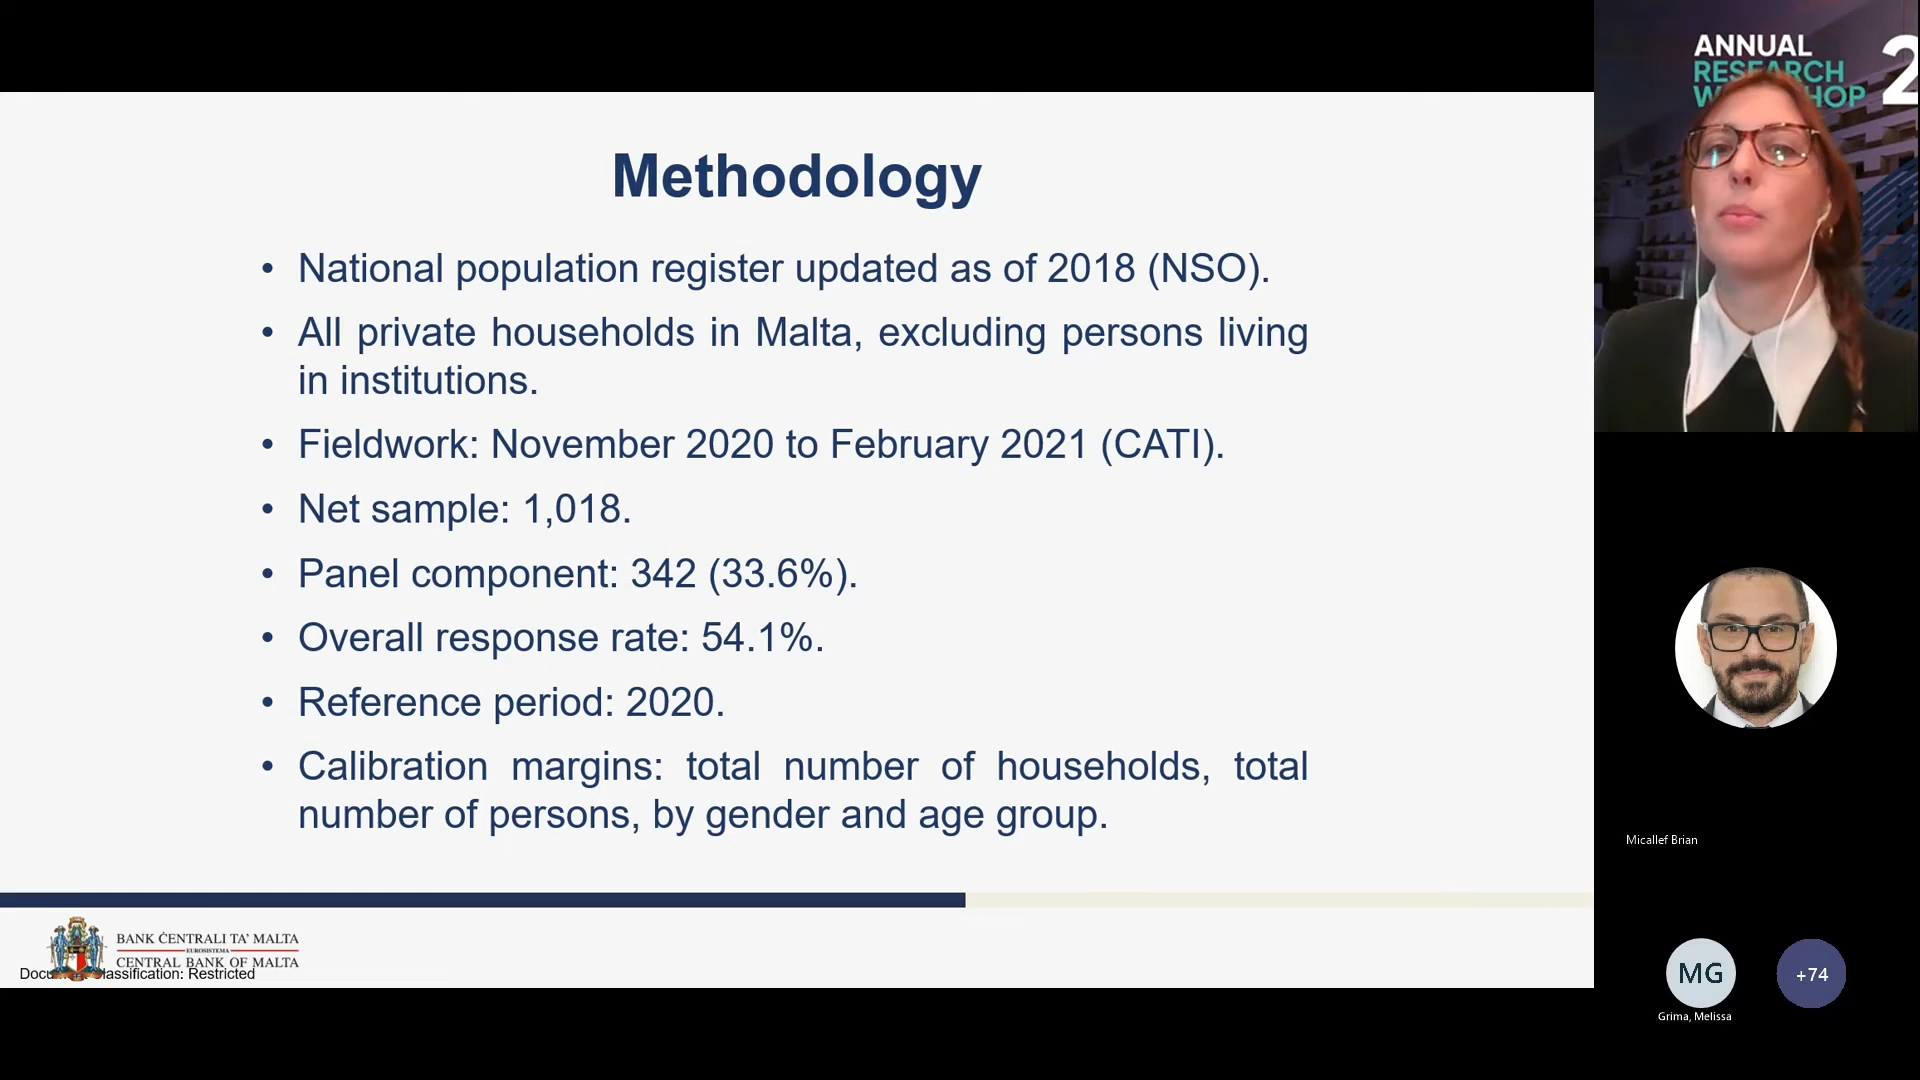 Methodology
• National population register updated as of 2018 (NSO).
• All private households in Malta, excluding persons living
in institutions.
• Fieldwork: November 2020 to February 2021 (CATI).
• Net sample: 1,018.
• Panel component: 342 (33.6%).
• Overall response rate: 54.1%.
• Reference period: 2020.
• Calibration margins: total number of households, total
number of persons, by gender and age group.
BANK ĊENTRALI TA' MALTA
EUROSISTEMA
CENTRAL BANK OF MALTA
Classification: Restricted
ANNUAL
RESEARCH
2
Micallef Brian
MG
+74
Grima, Melissa